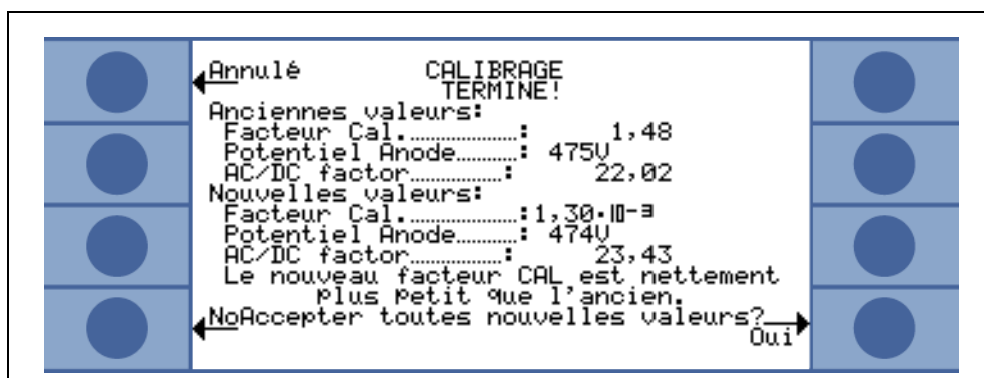 Annulé CALIBRAGE
TERMINE!
Anciennes valeurs:
Facteur Cal.............: 1,48
Potentiel Anode..........: 475V
AC/DC factor............: 22,02
Nouvelles valeurs:
Facteur Cal.............:1,30·10-3
Potentiel Anode..........: 474V
AC/DC factor............: 23,43
Le nouveau facteur CAL est nettement
plus petit que l'ancien.
NoAccepter toutes nouvelles valeurs?
Oui